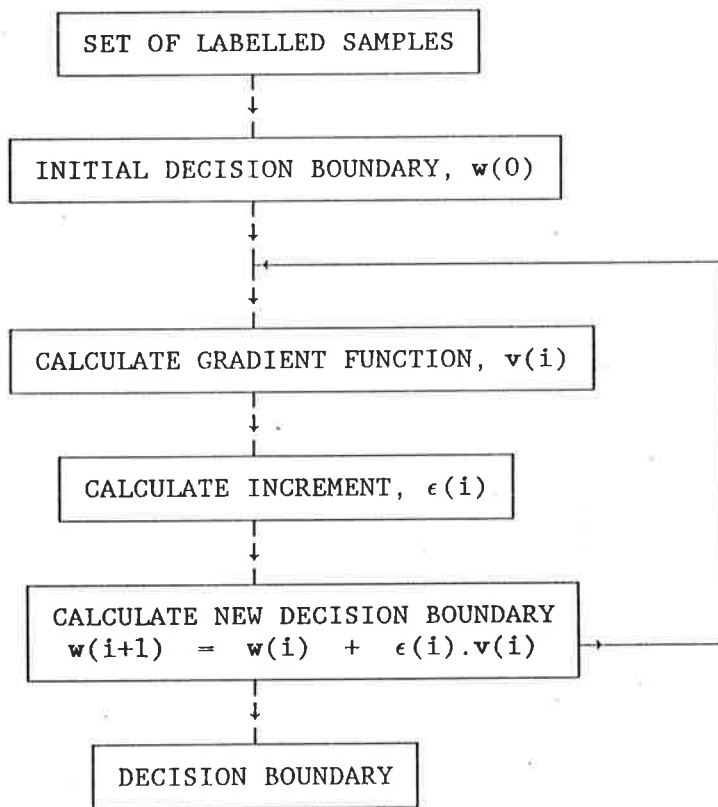 SET OF LABELLED SAMPLES
INITIAL DECISION BOUNDARY, w(0)
CALCULATE GRADIENT FUNCTION, v(i)
CALCULATE INCREMENT, ϵ(i)
CALCULATE NEW DECISION BOUNDARY
w(i+1) = w(i) + ϵ(i).v(i)
DECISION BOUNDARY